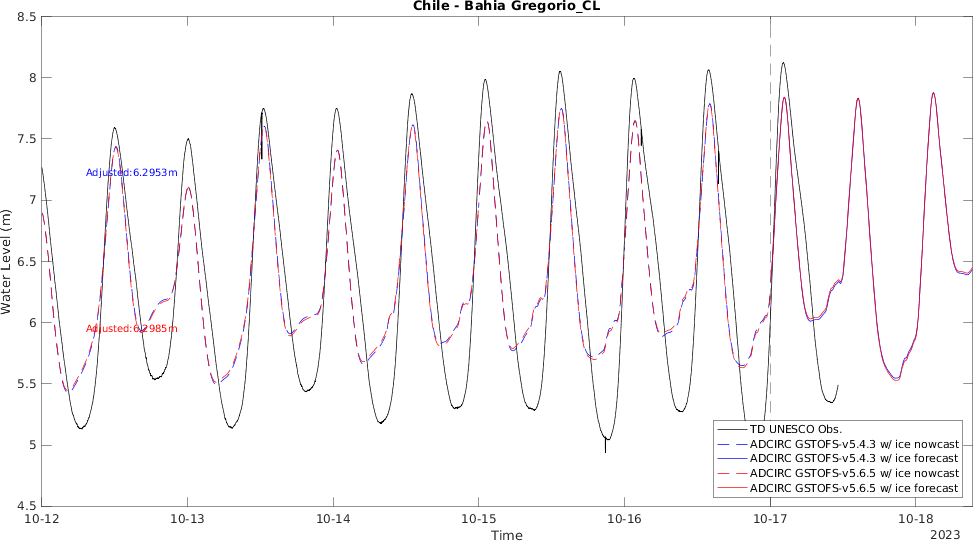 Chile - Bahia Gregorio_CL
8.5
8
7.5
7
6.5
6
5.5
5
4.5
Water Level (m)
Adjusted:6.2953m
Adjusted:6.2985m
TD UNESCO Obs.
ADCIRC GSTOFS-v5.4.3 w/ ice nowcast
ADCIRC GSTOFS-v5.4.3 w/ ice forecast
ADCIRC GSTOFS-v5.6.5 w/ ice nowcast
ADCIRC GSTOFS-v5.6.5 w/ ice forecast
10-12 10-13 10-14 10-15 10-16 10-17 10-18
Time
2023